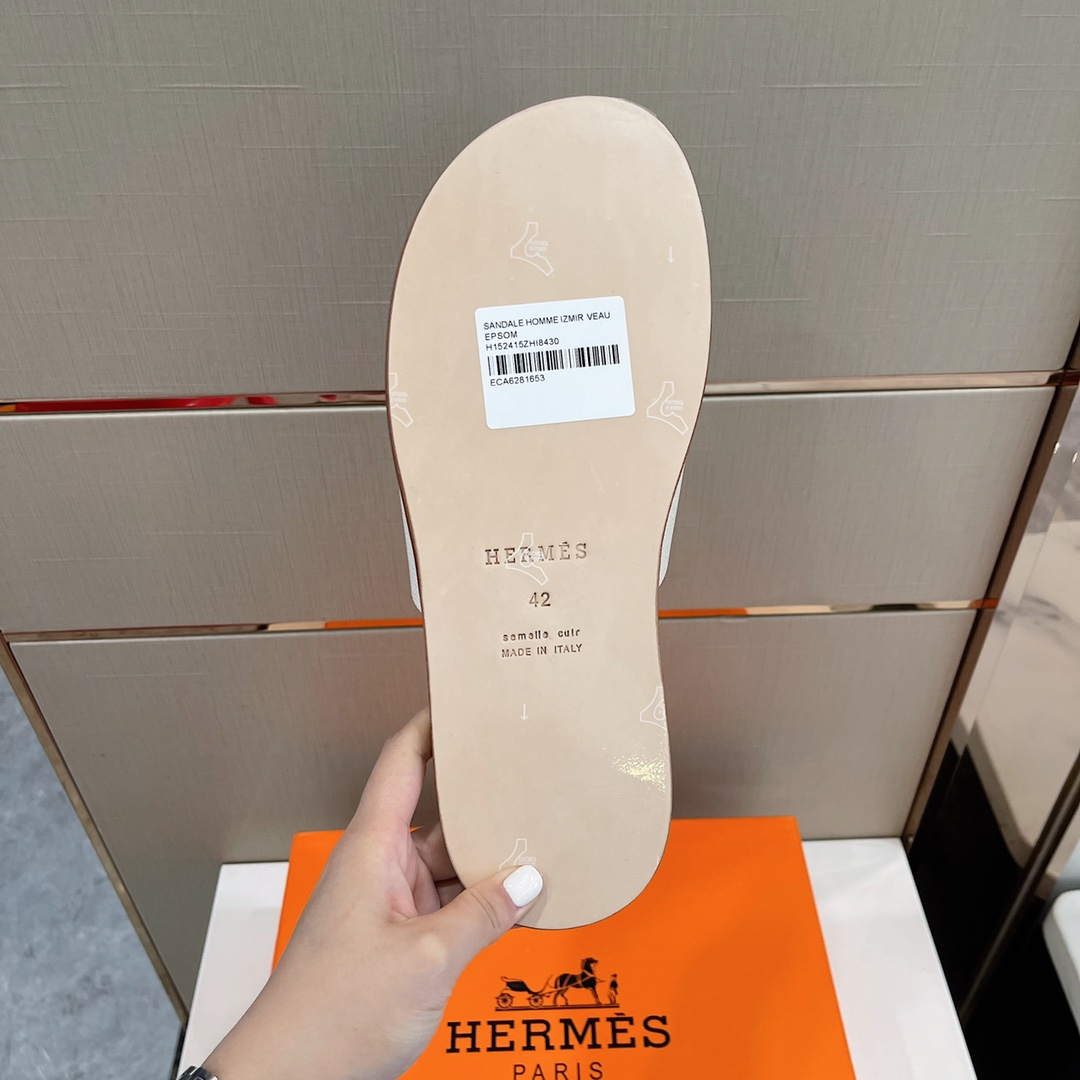 SANDALE HOMME IZMIR VEAU
EPSOM
H152415ZHI8430
ECA6281653
HERMÈS
42
semelle cuir
MADE IN ITALY
HERMÈS
PARIS